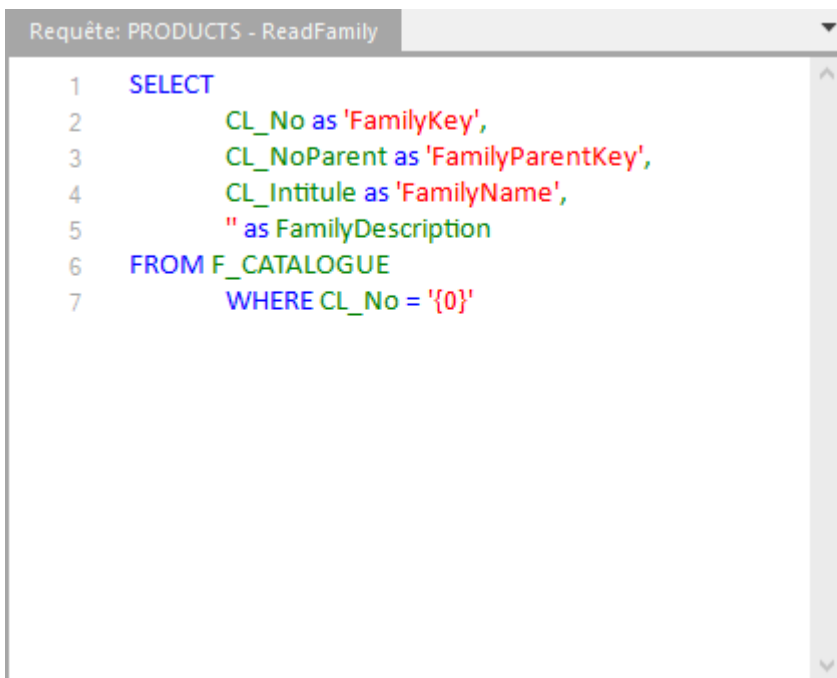 Requête: PRODUCTS - ReadFamily
1 SELECT
2 CL_No as 'FamilyKey',
3 CL_NoParent as 'FamilyParentKey',
4 CL_Intitule as 'FamilyName',
5 '' as FamilyDescription
6 FROM F_CATALOGUE
7 WHERE CL_No = '{0}'